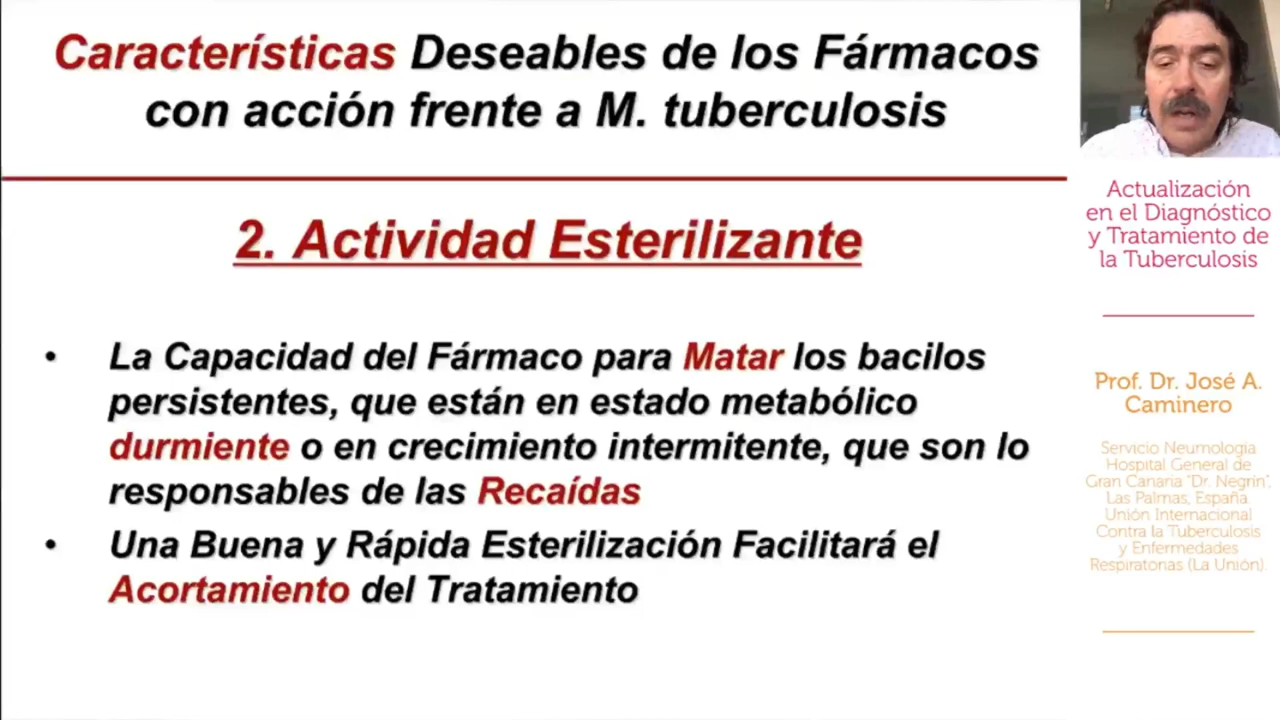 Características Deseables de los Fármacos
con acción frente a M. tuberculosis
2. Actividad Esterilizante
• La Capacidad del Fármaco para Matar los bacilos
persistentes, que están en estado metabólico
durmiente o en crecimiento intermitente, que son lo
responsables de las Recaídas
• Una Buena y Rápida Esterilización Facilitará el
Acortamiento del Tratamiento
Actualización
en el Diagnóstico
y Tratamiento de
la Tuberculosis
Prof. Dr. José A.
Caminero
Servicio Neumología
Hospital General de
Gran Canaria "Dr. Negrín",
Las Palmas, España.
Unión Internacional
Contra la Tuberculosis
y Enfermedades
Respiratorias (La Unión).